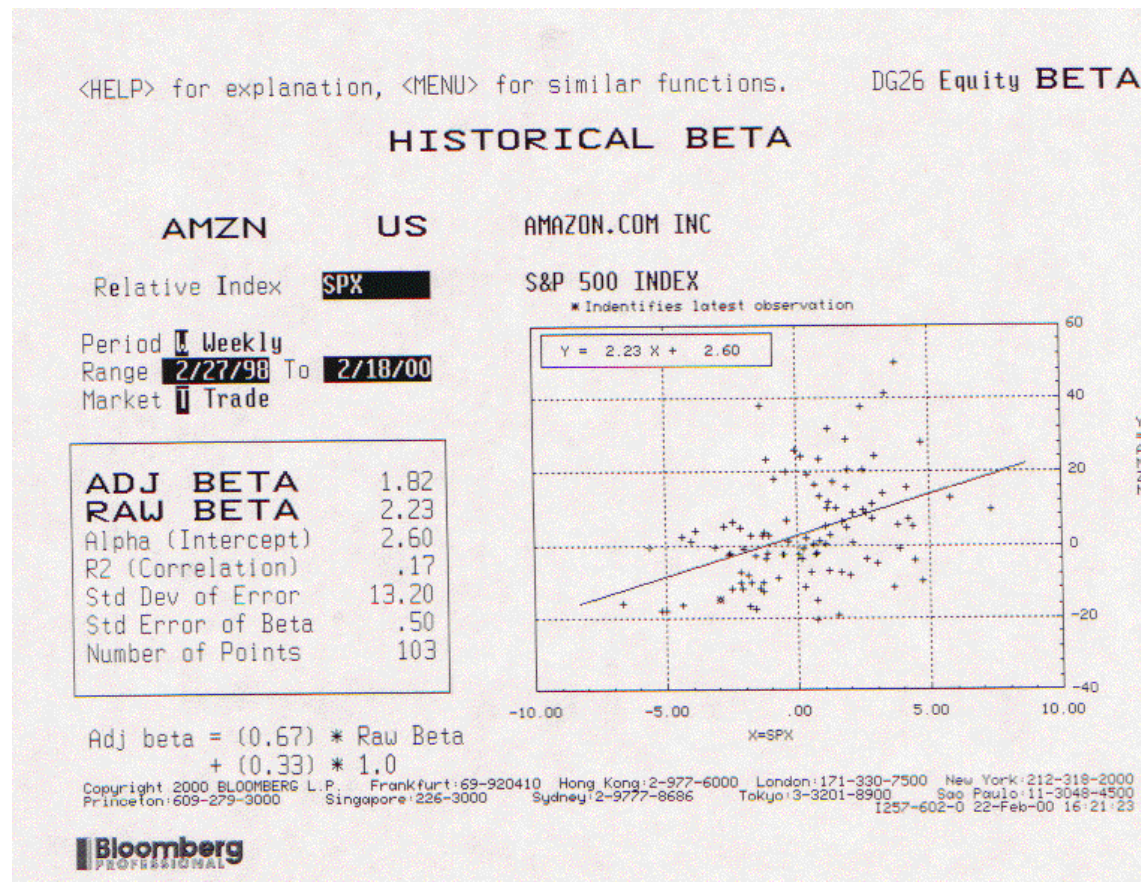 <HELP> for explanation, <MENU> for similar functions. DG26 Equity BETA
HISTORICAL BETA
AMZN US AMAZON.COM INC
Relative Index SPX S&P 500 INDEX
*Indentifies latest observation
Period W Weekly
Range 2/27/98 To 2/18/00
Market T Trade
Y = 2.23 X + 2.60
60
40
20
0
-20
-40
ADJ BETA 1.82
RAW BETA 2.23
Alpha (Intercept) 2.60
R2 (Correlation) .17
Std Dev of Error 13.20
Std Error of Beta .50
Number of Points 103
-10.00 -5.00 .00 5.00 10.00
X=SPX
Adj beta = (0.67) * Raw Beta
+ (0.33) * 1.0
Copyright 2000 BLOOMBERG L.P. Frankfurt:69-920410 Hong Kong:2-977-6000 London:171-330-7500 New York:212-318-2000
Princeton:609-279-3000 Singapore:226-3000 Sydney:2-9777-8686 Tokyo:3-3201-8900 Sao Paulo:11-3048-4500
I257-602-0 22-Feb-00 16:21:23
Bloomberg
PROFESSIONAL